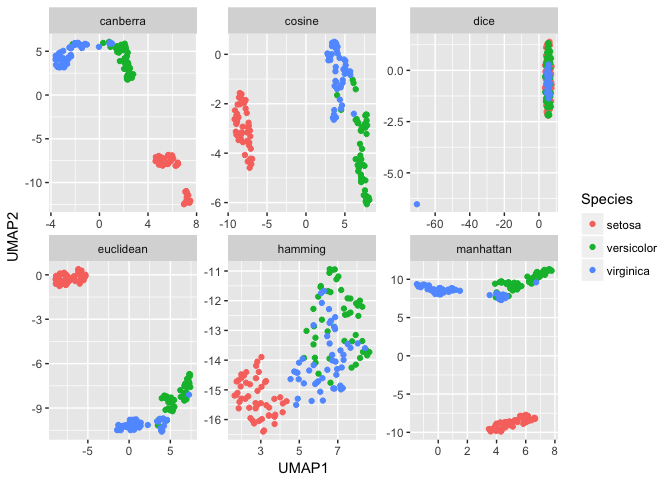 canberra cosine dice
5
0
-5
-10
-4 0 4 8
0
-2
-4
-6
-10 -5 0 5
0.0
-2.5
-5.0
-60 -40 -20 0
UMAP2
euclidean hamming manhattan
0
-3
-6
-9
-5 0 5
-11
-12
-13
-14
-15
-16
3 5 7
10
5
0
-5
-10
0 2 4 6 8
UMAP1
Species
setosa
versicolor
virginica